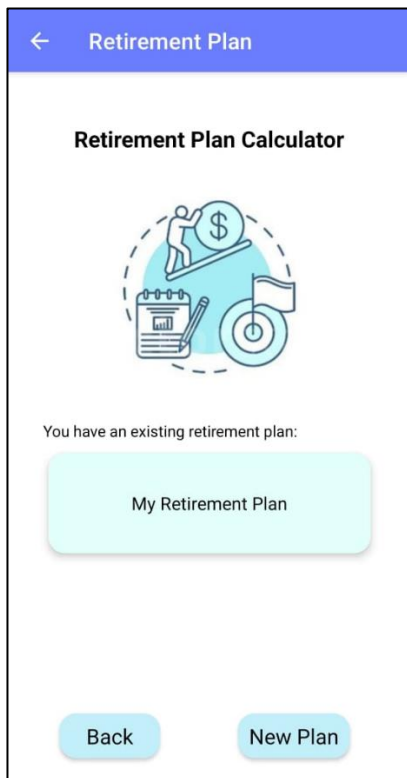 Retirement Plan
Retirement Plan Calculator
$
You have an existing retirement plan:
My Retirement Plan
Back
New Plan